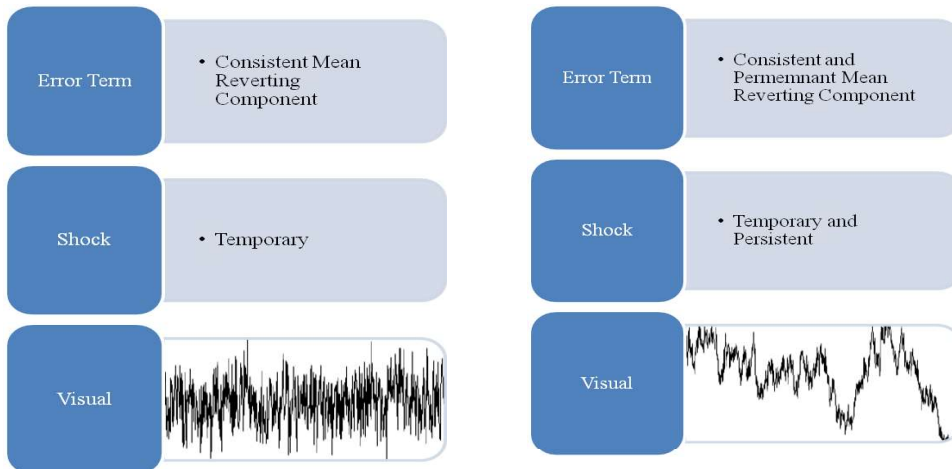 Error Term
• Consistent Mean
Reverting
Component
Shock
• Temporary
Visual
Error Term
• Consistent and
Permemnant Mean
Reverting Component
Shock
• Temporary and
Persistent
Visual